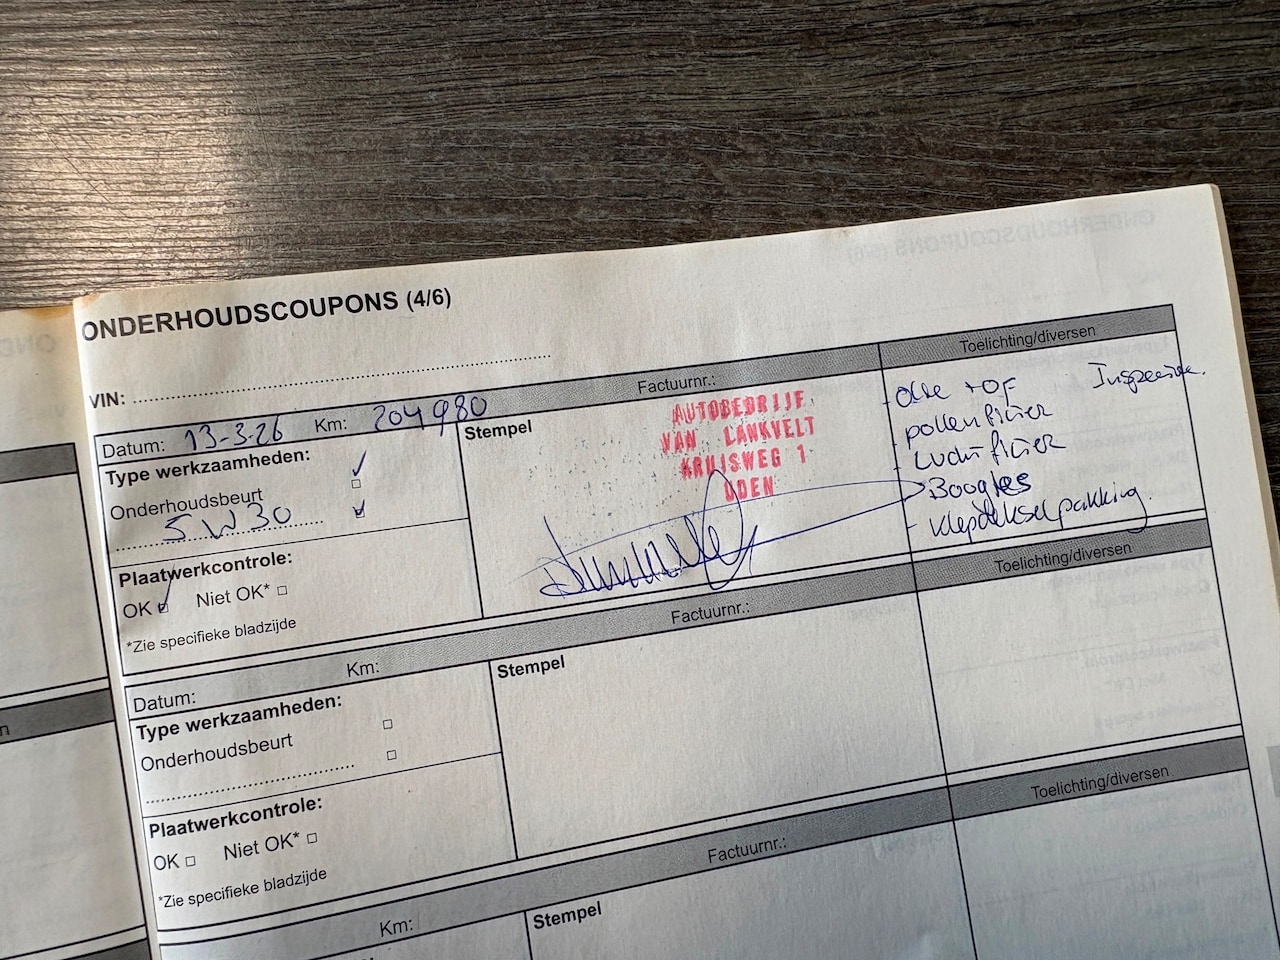 ONDERHOUDSCOUPONS (4/6)
VIN:
Factuurnr.:
Toelichting/diversen
Datum: 13-3-26 Km: 204980
Stempel
AUTOBEDRIJF
VAN LANKVELT
KRUISWEG 1
UDEN
- olie + OF Inspectie.
- pollenfilter
- luchtfilter
- Boogies
- klepdekselpakking.
Type werkzaamheden:
Onderhoudsbeurt
5W30
Plaatwerkcontrole:
OK Niet OK*
*Zie specifieke bladzijde
Factuurnr.:
Toelichting/diversen
Datum: Km:
Stempel
Type werkzaamheden:
Onderhoudsbeurt
Plaatwerkcontrole:
OK Niet OK*
*Zie specifieke bladzijde
Factuurnr.:
Toelichting/diversen
Km:
Stempel